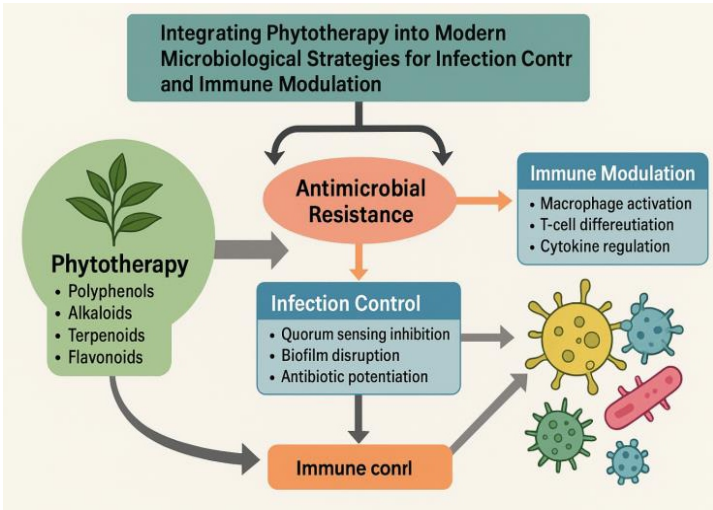 Integrating Phytotherapy into Modern
Microbiological Strategies for Infection Contr
and Immune Modulation
Antimicrobial
Resistance
Immune Modulation
• Macrophage activation
• T-cell differeutiation
• Cytokine regulation
Phytotherapy
• Polyphenols
• Alkaloids
• Terpenoids
• Flavonoids
Infection Control
• Quorum sensing inhibition
• Biofilm disruption
• Antibiotic potentiation
Immune conrl